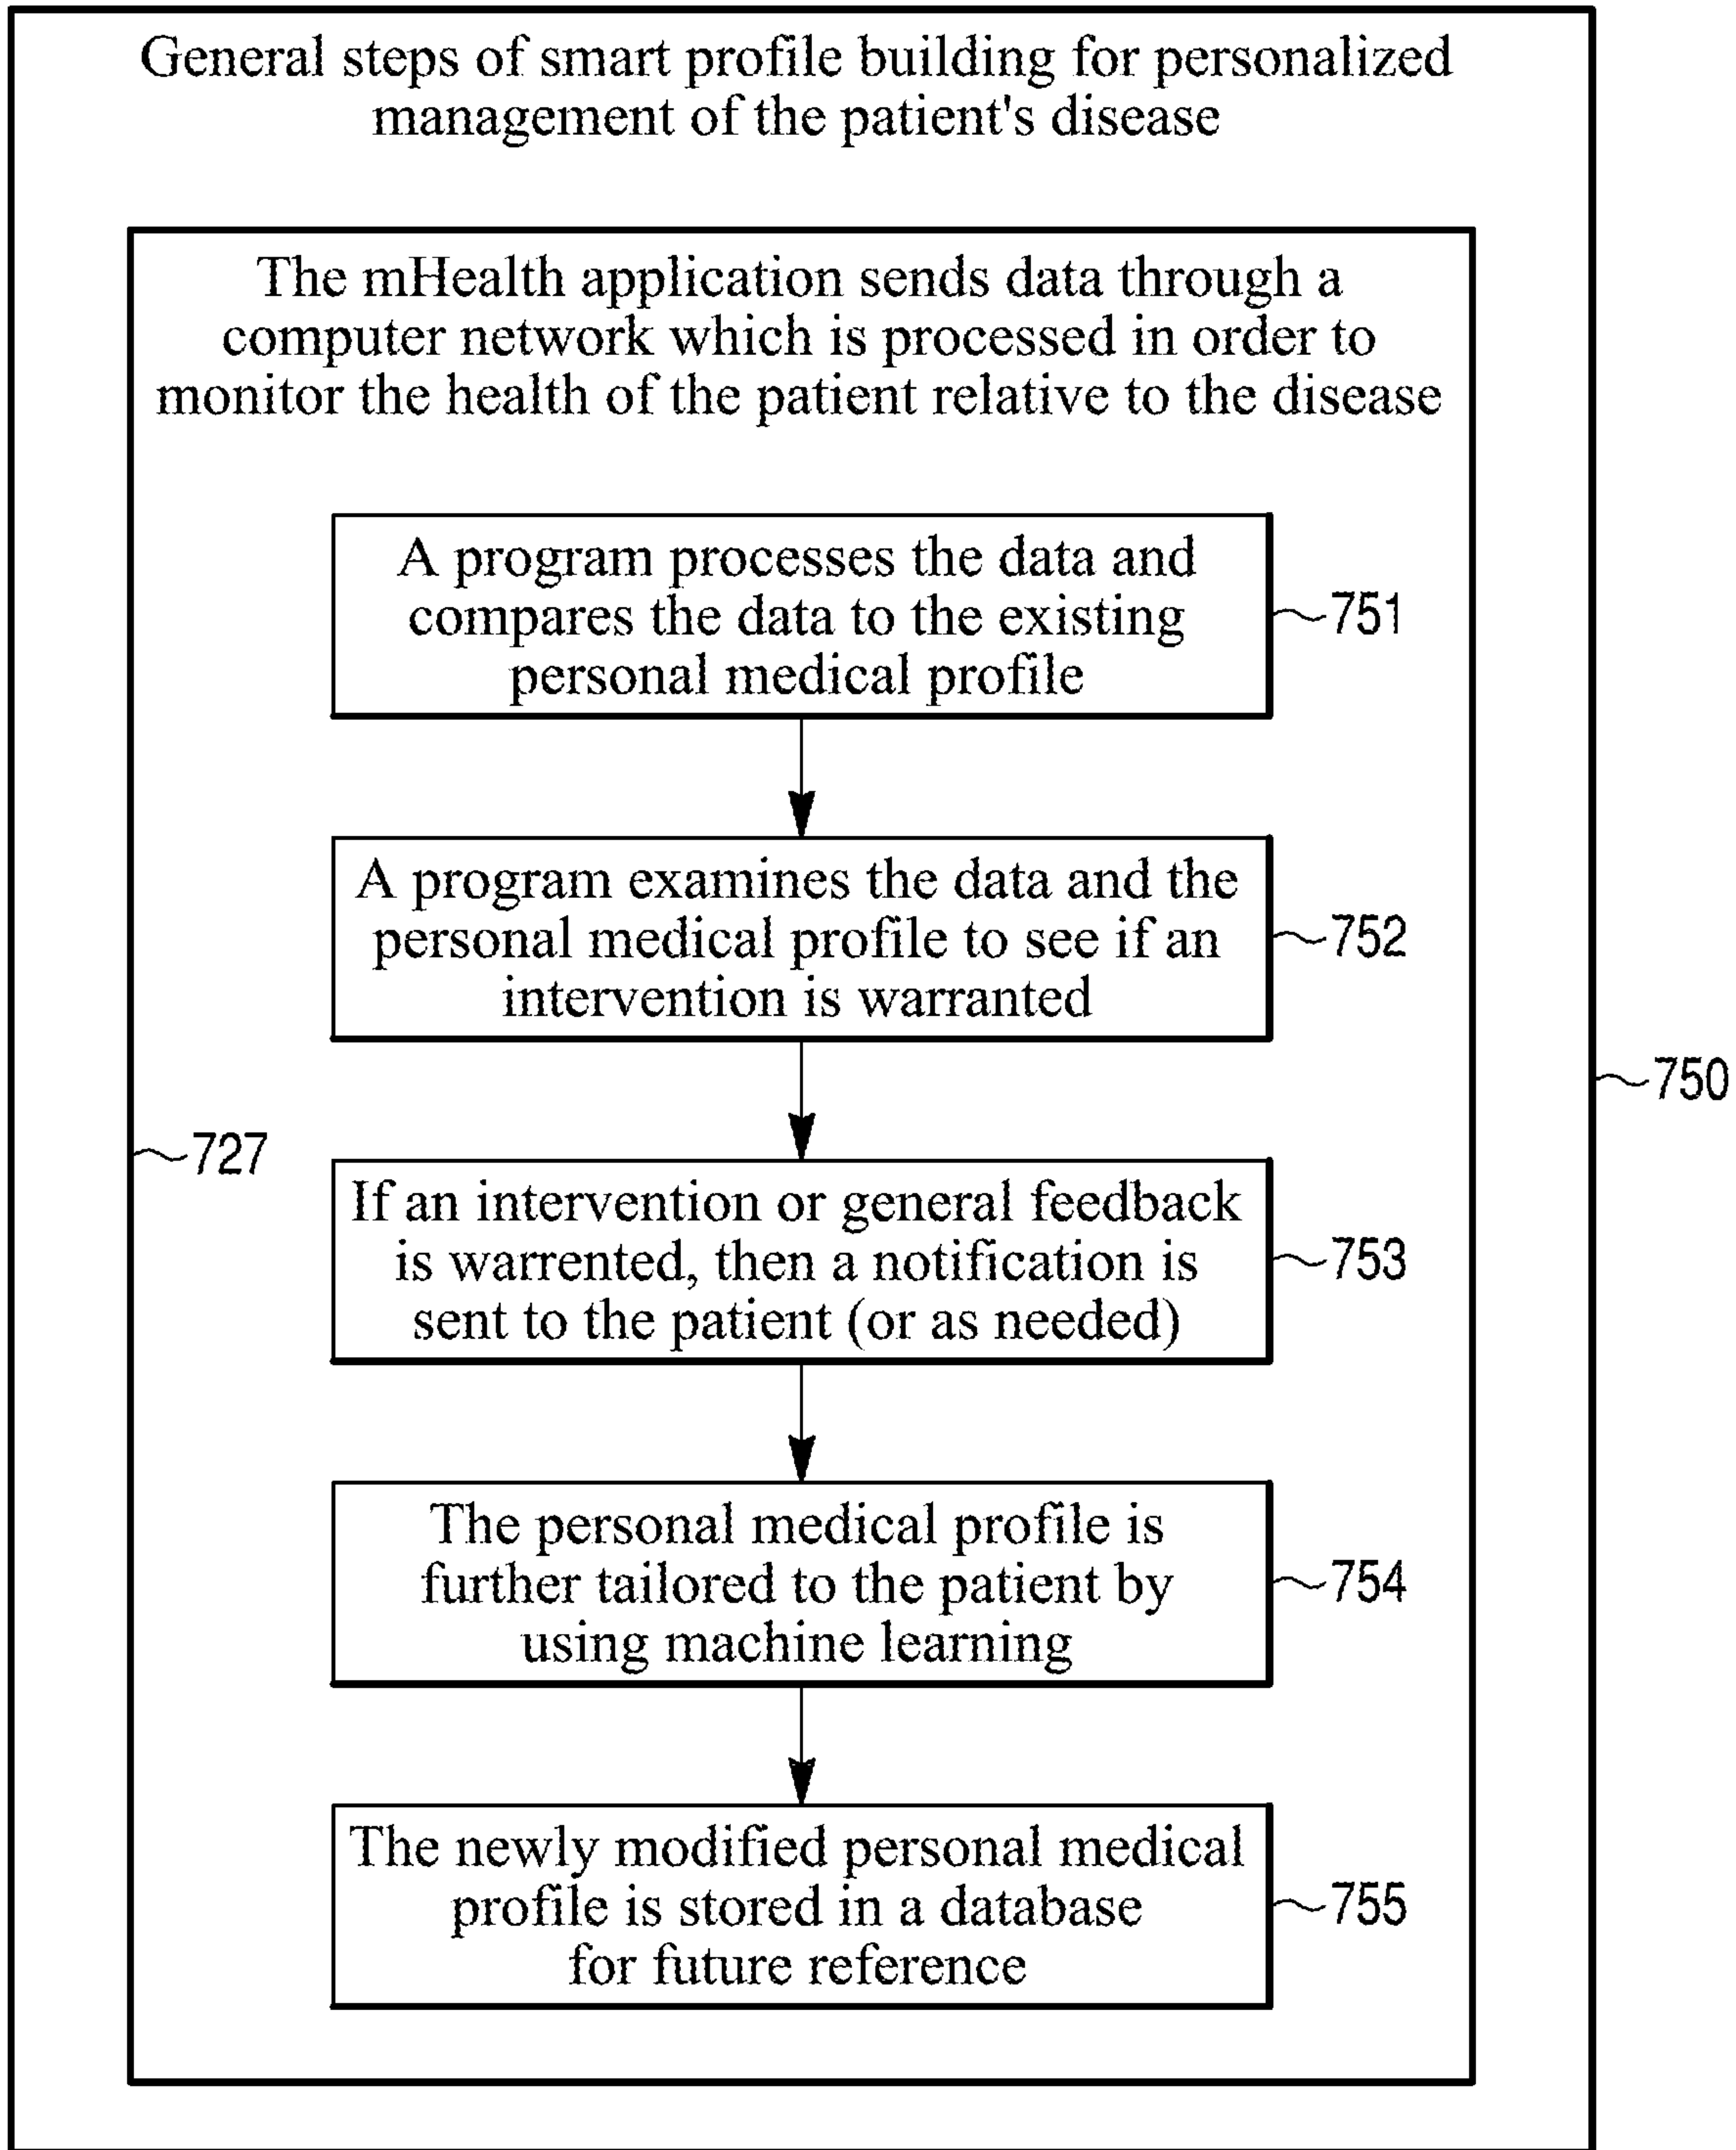 General steps of smart profile building for personalized
management of the patient's disease
The mHealth application sends data through a
computer network which is processed in order to
monitor the health of the patient relative to the disease
A program processes the data and
compares the data to the existing
personal medical profile
751
A program examines the data and the
personal medical profile to see if an
intervention is warranted
752
750
727
If an intervention or general feedback
is warrented, then a notification is
sent to the patient (or as needed)
753
The personal medical profile is
further tailored to the patient by
using machine learning
754
The newly modified personal medical
profile is stored in a database
for future reference
755